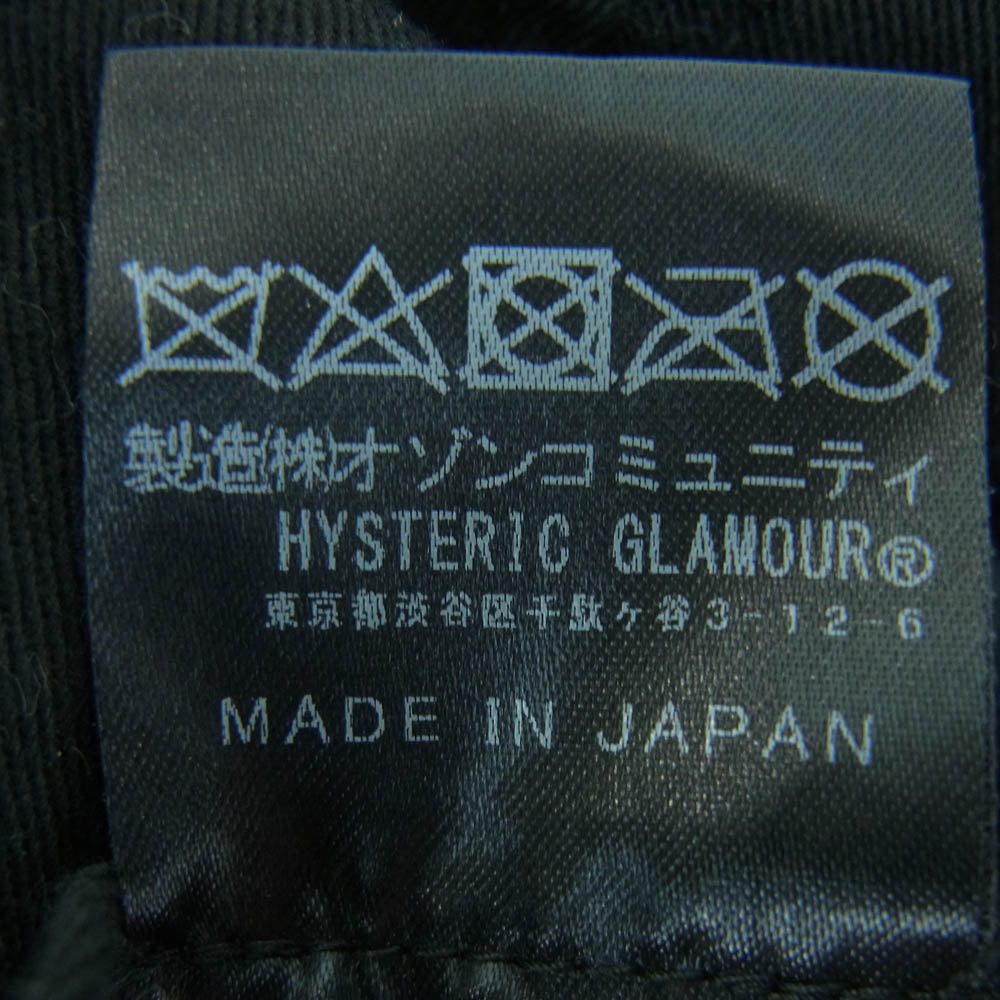 製造(株)オゾンコミュニティ
HYSTERIC GLAMOUR®
東京都渋谷区千駄ヶ谷3-12-6
MADE IN JAPAN